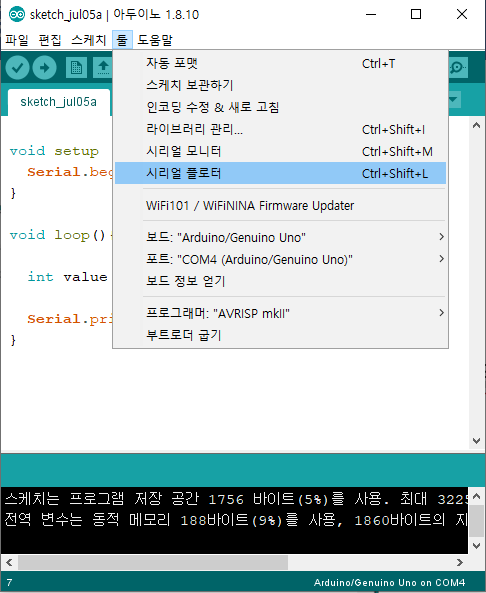 sketch_jul05a | 아두이노 1.8.10
파일 편집 스케치 툴 도움말
sketch_jul05a
자동 포맷 Ctrl+T
스케치 보관하기
인코딩 수정 & 새로 고침
라이브러리 관리... Ctrl+Shift+I
시리얼 모니터 Ctrl+Shift+M
시리얼 플로터 Ctrl+Shift+L
WiFi101 / WiFiNINA Firmware Updater
보드: "Arduino/Genuino Uno"
포트: "COM4 (Arduino/Genuino Uno)"
보드 정보 얻기
프로그래머: "AVRISP mkII"
부트로더 굽기
void setup
Serial.beg
}
void loop(){
int value
Serial.pri
}
스케치는 프로그램 저장 공간 1756 바이트(5%)를 사용. 최대 3225
전역 변수는 동적 메모리 188바이트(9%)를 사용, 1860바이트의 지
7 Arduino/Genuino Uno on COM4